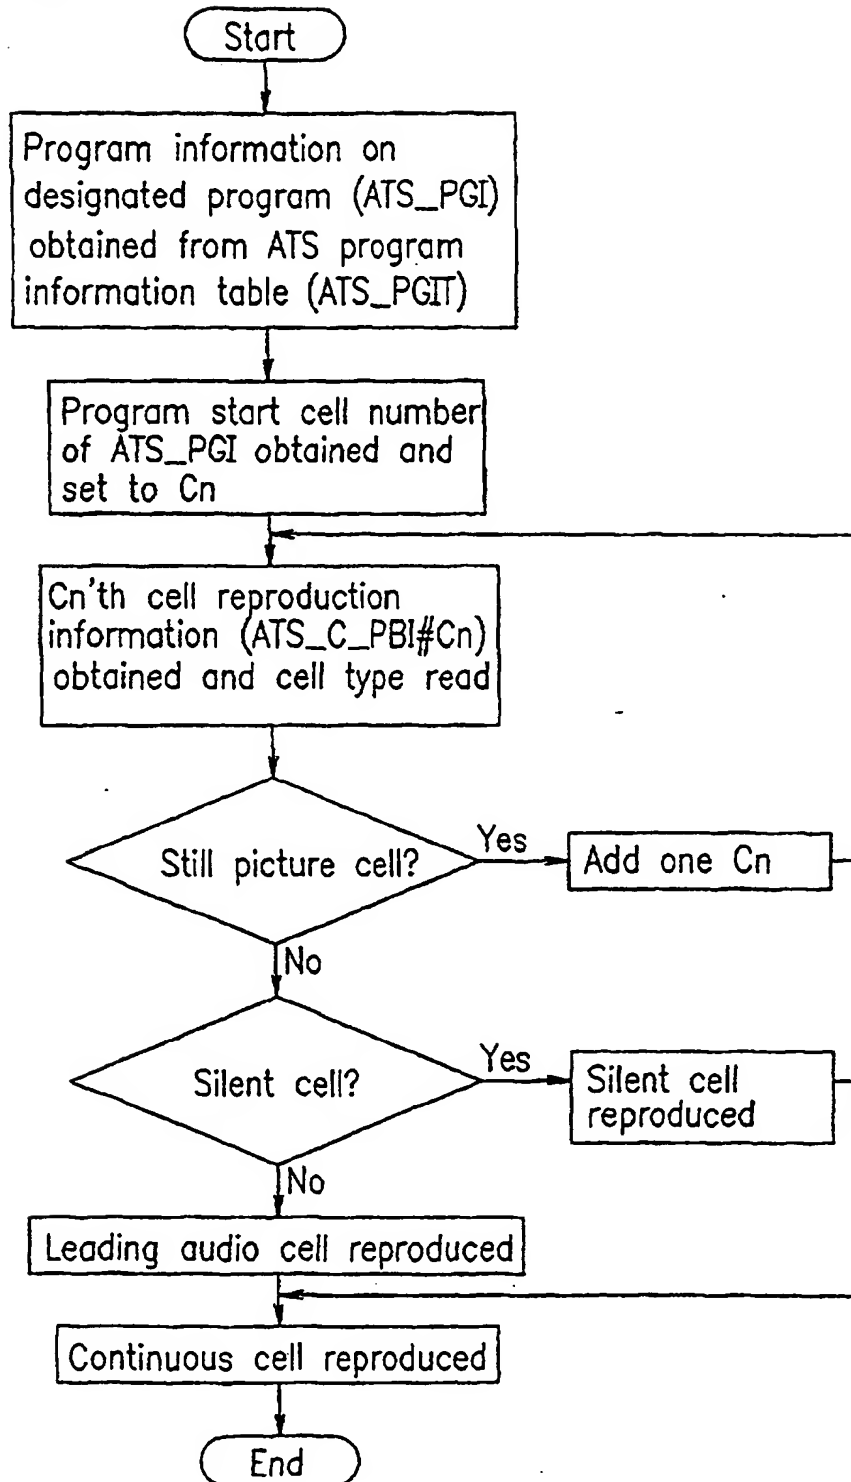 Start
Program information on
designated program (ATS_PGI)
obtained from ATS program
information table (ATS_PGIT)
Program start cell number
of ATS_PGI obtained and
set to Cn
Cn'th cell reproduction
information (ATS_C_PBI#Cn)
obtained and cell type read
Still picture cell?
Yes
Add one Cn
No
Silent cell?
Yes
Silent cell
reproduced
No
Leading audio cell reproduced
Continuous cell reproduced
End